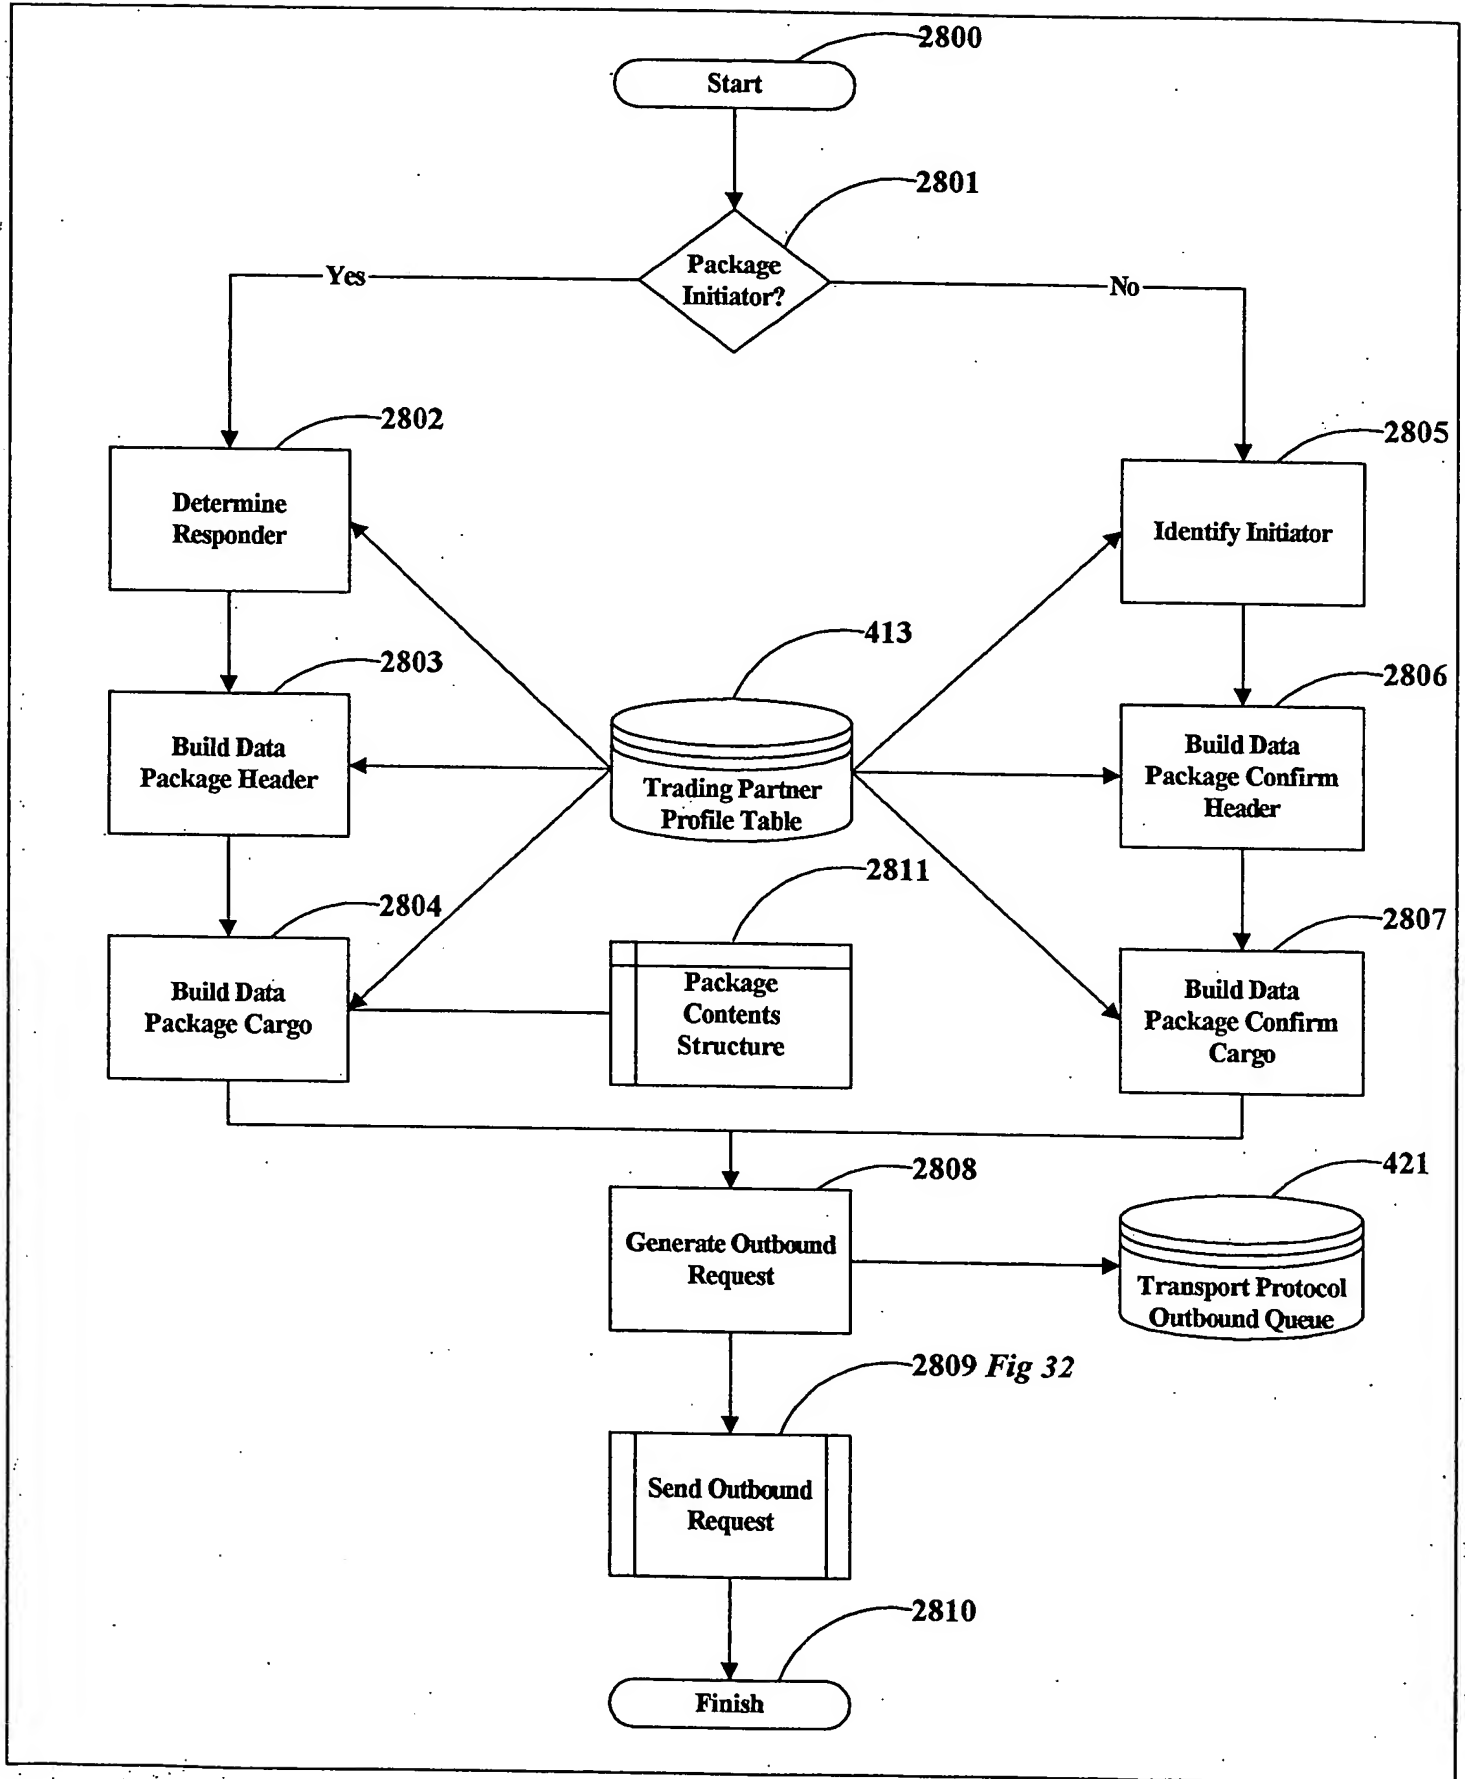 2800
Start
2801
Package
Initiator?
Yes
No
2802
Determine
Responder
2805
Identify Initiator
413
Trading Partner
Profile Table
2803
Build Data
Package Header
2806
Build Data
Package Confirm
Header
2811
Package
Contents
Structure
2804
Build Data
Package Cargo
2807
Build Data
Package Confirm
Cargo
2808
Generate Outbound
Request
421
Transport Protocol
Outbound Queue
2809 Fig 32
Send Outbound
Request
2810
Finish